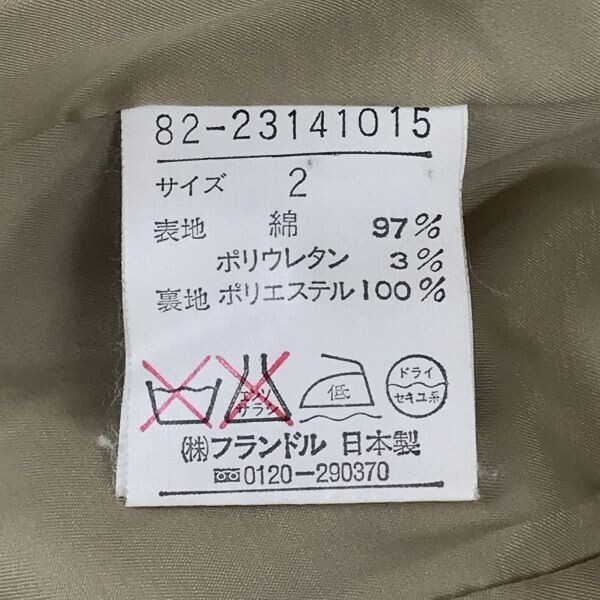 82-23141015
サイズ 2
表地 綿 97%
ポリウレタン 3%
裏地 ポリエステル 100%
エンソ サラシ 低 ドライ セキユ系
㈱フランドル 日本製
0120-290370